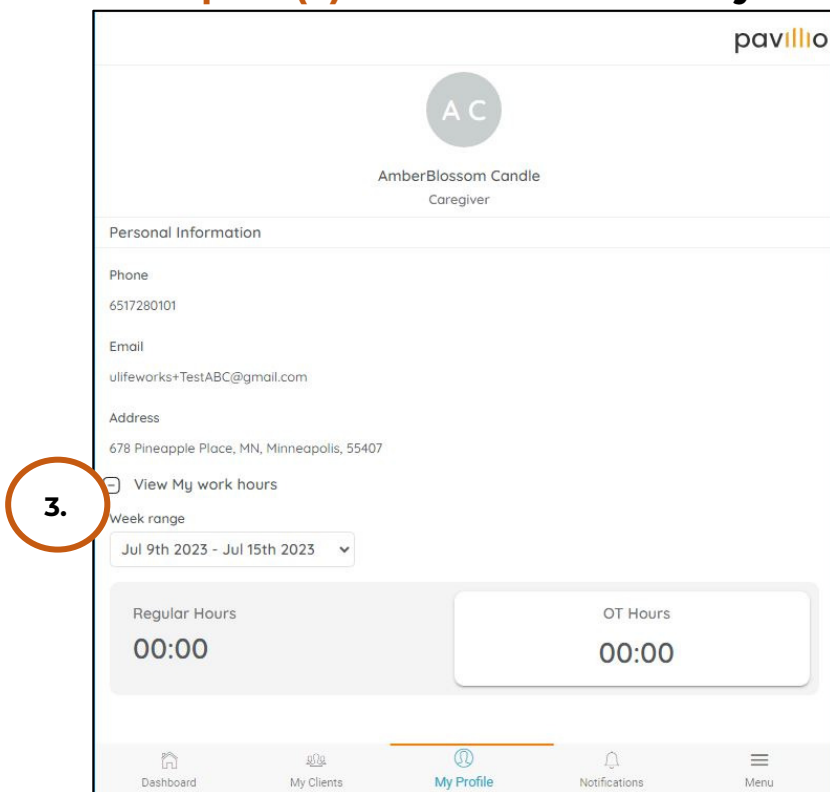 pavillio
A C
AmberBlossom Candle
Caregiver
Personal Information
Phone
6517280101
Email
ulifeworks+TestABC@gmail.com
Address
678 Pineapple Place, MN, Minneapolis, 55407
View My work hours
3.
Week range
Jul 9th 2023 - Jul 15th 2023
Regular Hours OT Hours
00:00 00:00
Dashboard My Clients My Profile Notifications Menu